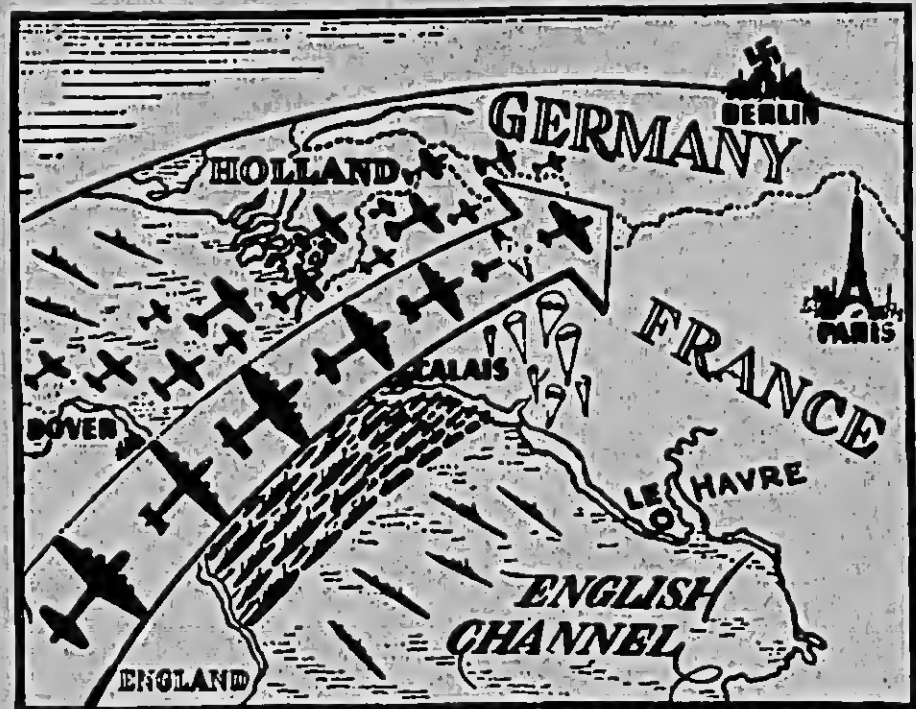 BERLIN
GERMANY
HOLLAND
PARIS
FRANCE
CALAIS
DOVER
LE HAVRE
ENGLISH
CHANNEL
ENGLAND